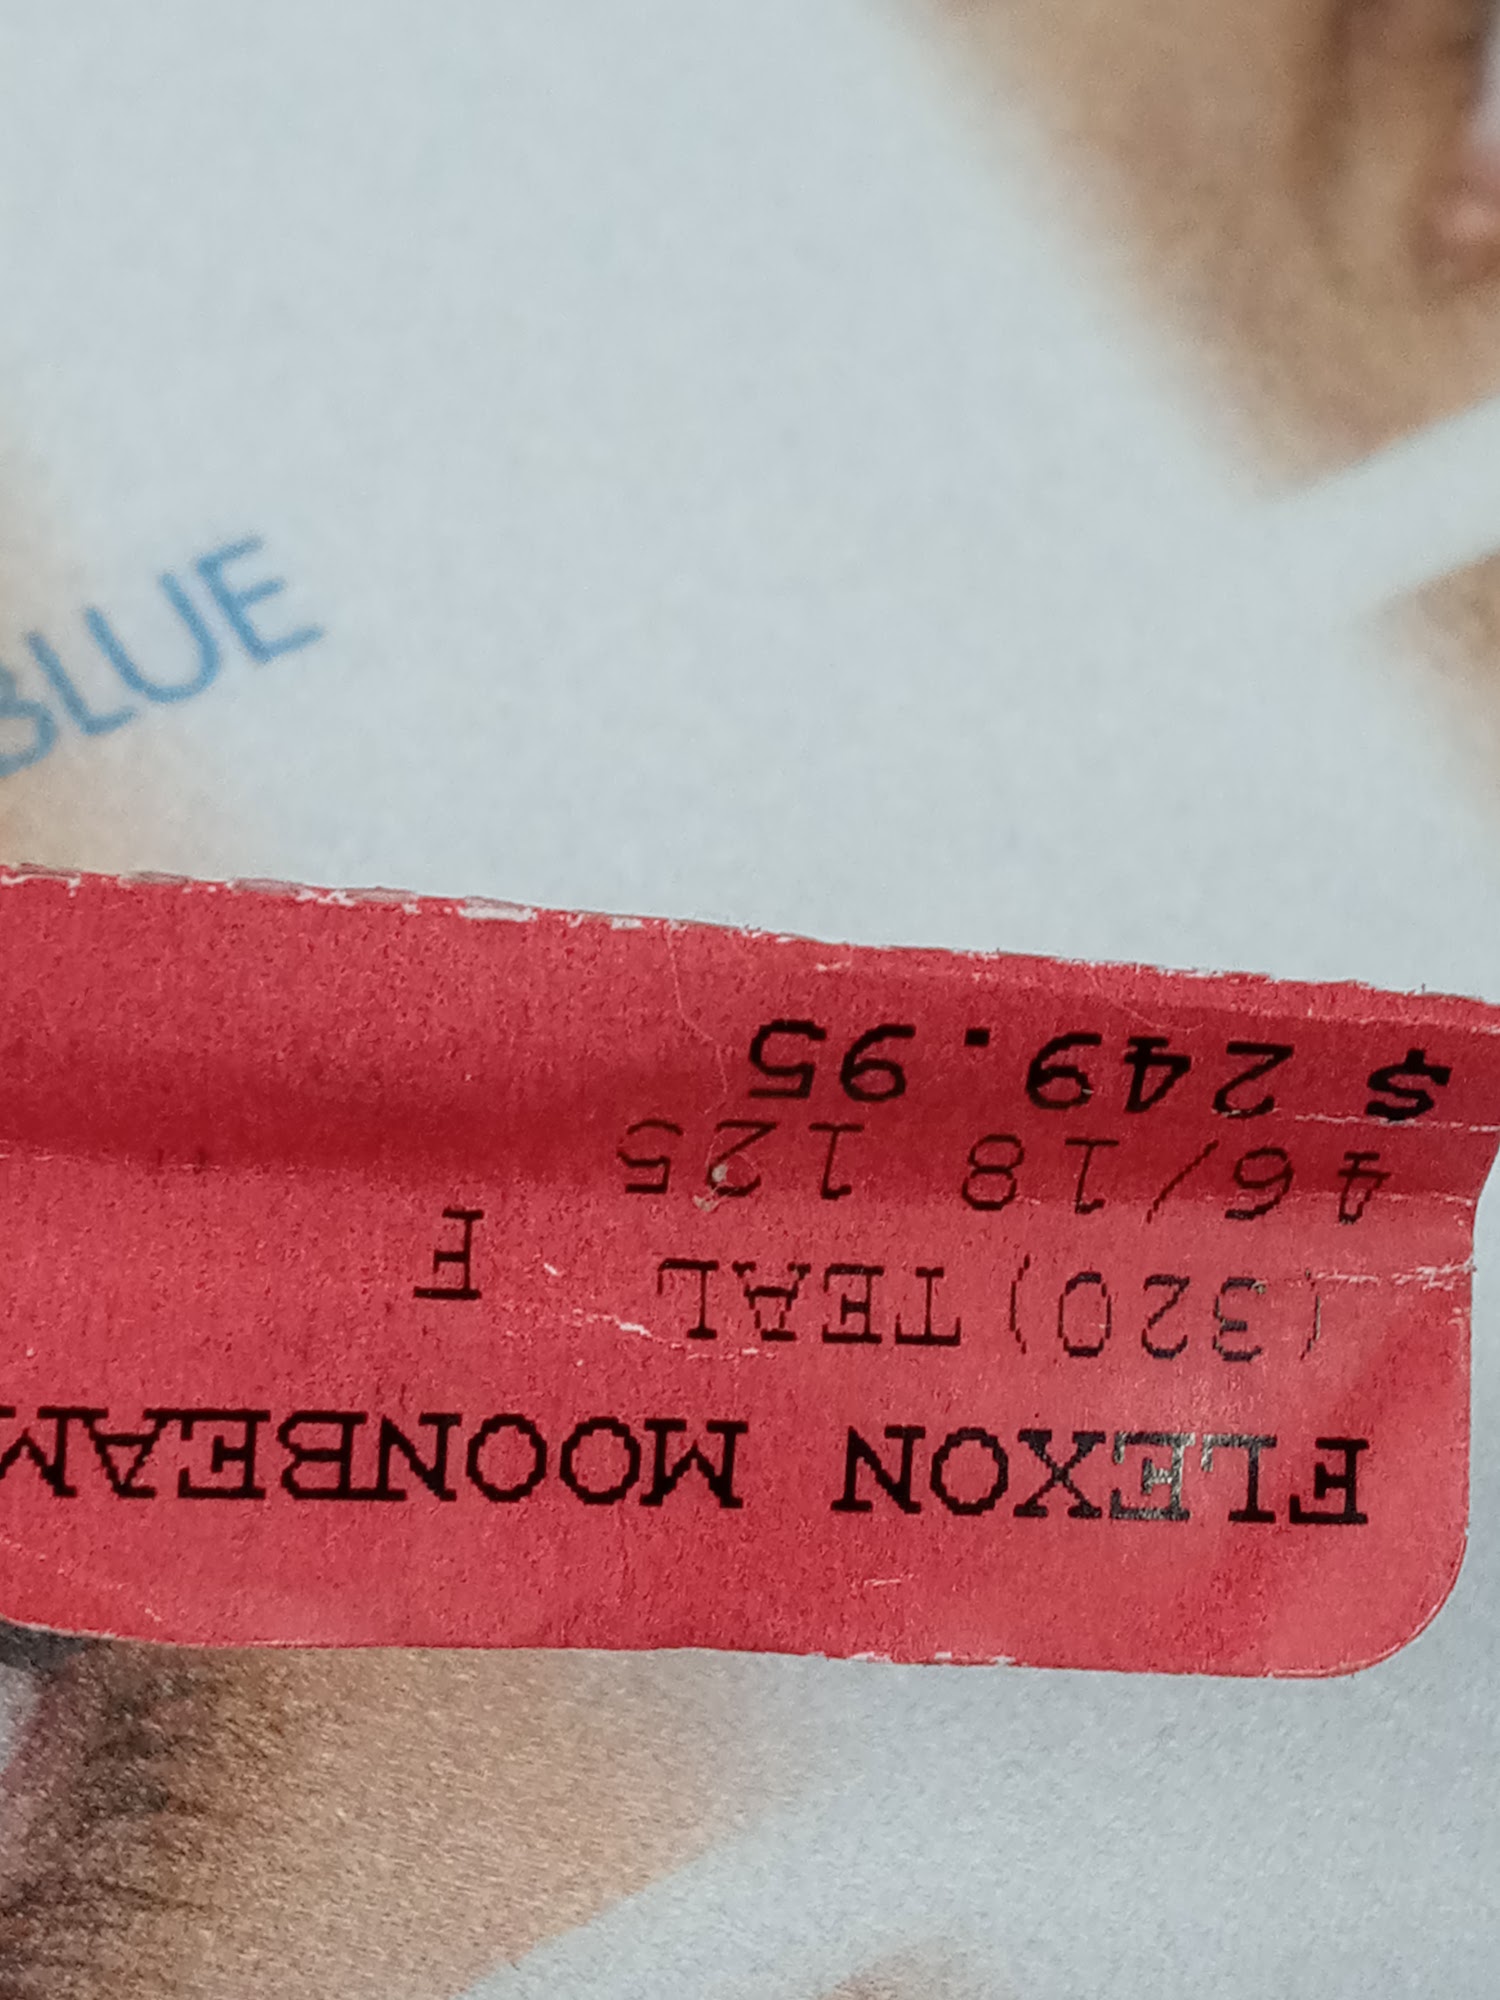 BLUE
FLEXON MOONBEAM
(320) TEAL F
46/18 125
$ 249.95